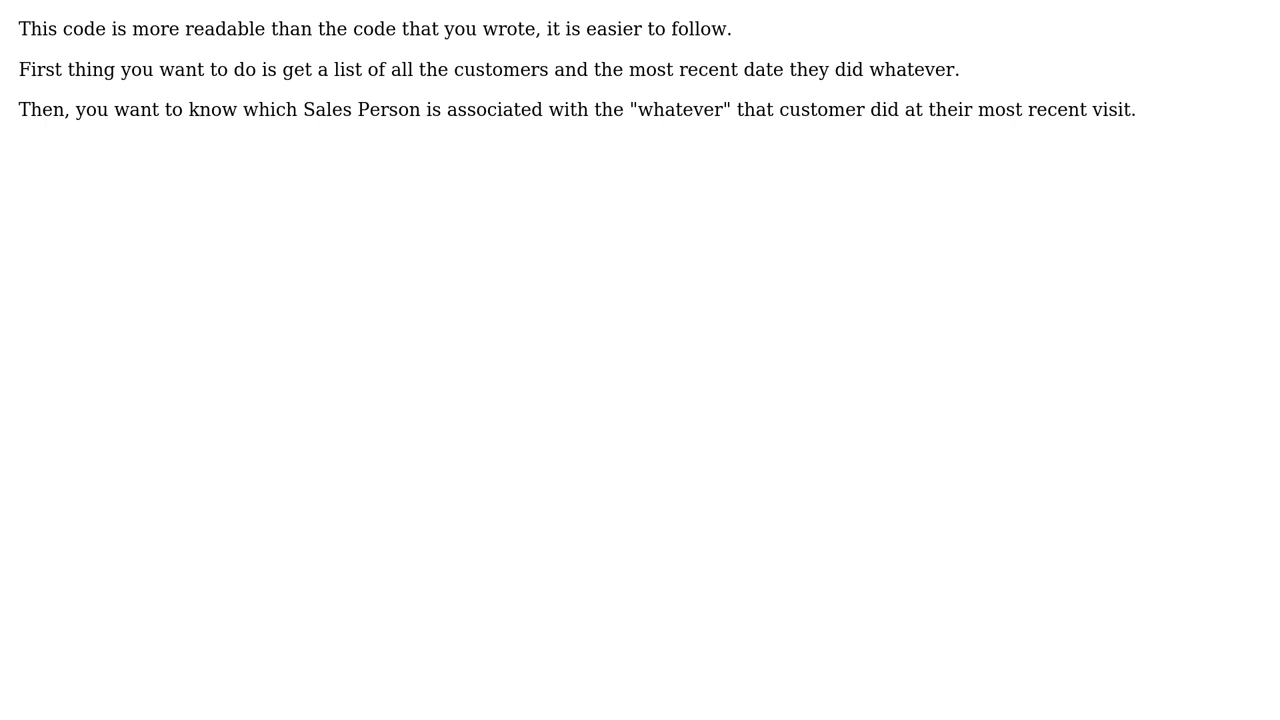 This code is more readable than the code that you wrote, it is easier to follow.
First thing you want to do is get a list of all the customers and the most recent date they did whatever.
Then, you want to know which Sales Person is associated with the "whatever" that customer did at their most recent visit.